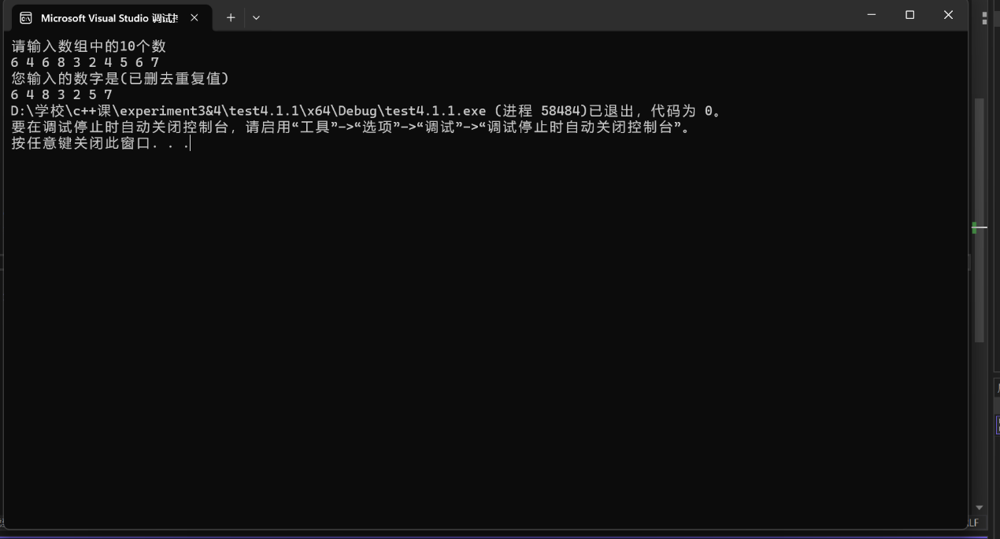 Microsoft Visual Studio 调试
请输入数组中的10个数
6 4 6 8 3 2 4 5 6 7
您输入的数字是(已删去重复值)
6 4 8 3 2 5 7
D:\学校\c++课\experiment3&4\test4.1.1\x64\Debug\test4.1.1.exe (进程 58484)已退出，代码为 0。
要在调试停止时自动关闭控制台，请启用“工具”->“选项”->“调试”->“调试停止时自动关闭控制台”。
按任意键关闭此窗口. . .
LF